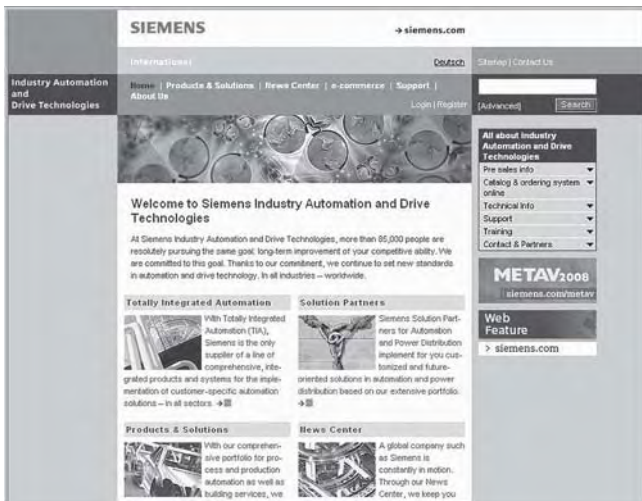 SIEMENS
→ siemens.com
International
Deutsch
Sitemap | Contact Us
Industry Automation
and
Drive Technologies
Home | Products & Solutions | News Center | e-commerce | Support |
About Us
Login | Register
[Advanced]
Search
All about Industry
Automation and Drive
Technologies
Pre sales info
Catalog & ordering system
online
Technical Info
Support
Training
Contact & Partners
METAV2008
siemens.com/metav
Web
Feature
> siemens.com
Welcome to Siemens Industry Automation and Drive
Technologies
At Siemens Industry Automation and Drive Technologies, more than 85,000 people are
resolutely pursuing the same goal: long-term improvement of your competitive ability. We
are committed to this goal. Thanks to our commitment, we continue to set new standards
in automation and drive technology. In all industries – worldwide.
Totally Integrated Automation
With Totally Integrated
Automation (TIA),
Siemens is the only
supplier of a line of
comprehensive, inte-
grated products and systems for the imple-
mentation of customer-specific automation
solutions – in all sectors. →
Solution Partners
Siemens Solution Part-
ners for Automation
and Power Distribution
implement for you cus-
tomized and future-
oriented solutions in automation and power
distribution based on our extensive portfolio.
→
Products & Solutions
With our comprehen-
sive portfolio for pro-
cess and production
automation as well as
building services, we
News Center
A global company such
as Siemens is
constantly in motion.
Through our News
Center, we keep you